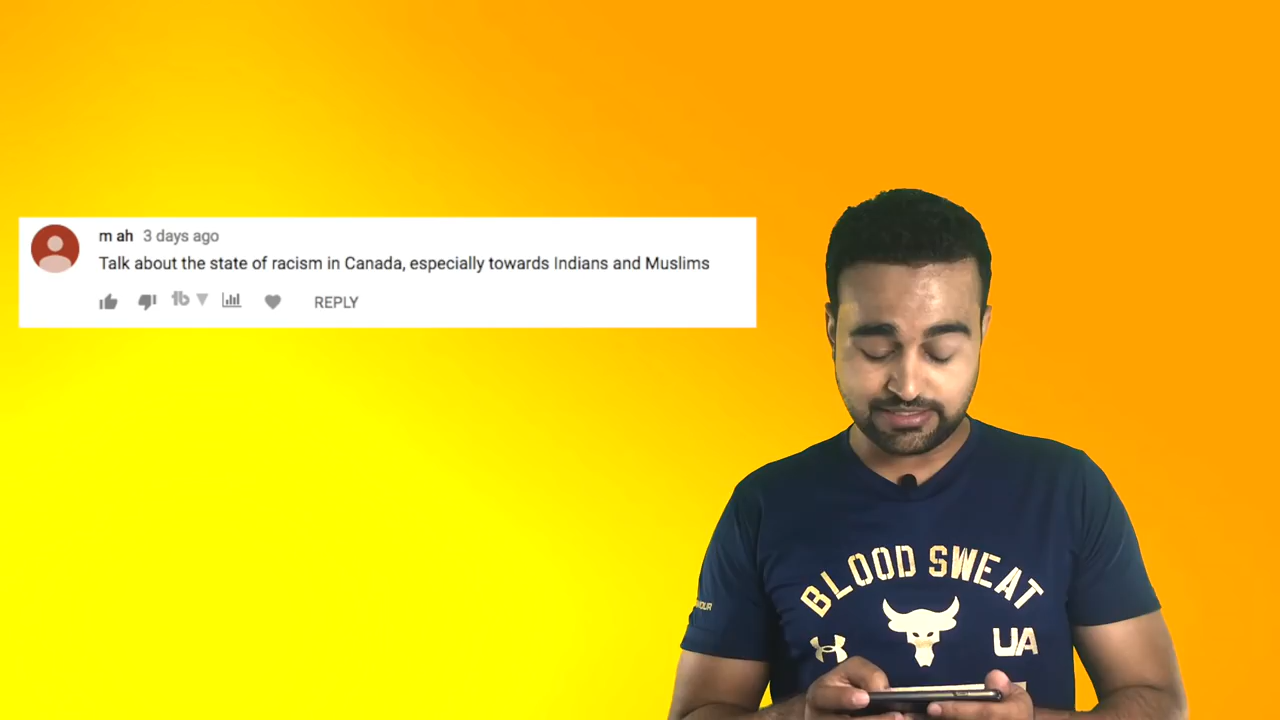 m ah 3 days ago
Talk about the state of racism in Canada, especially towards Indians and Muslims
REPLY
BLOOD SWEAT
UA